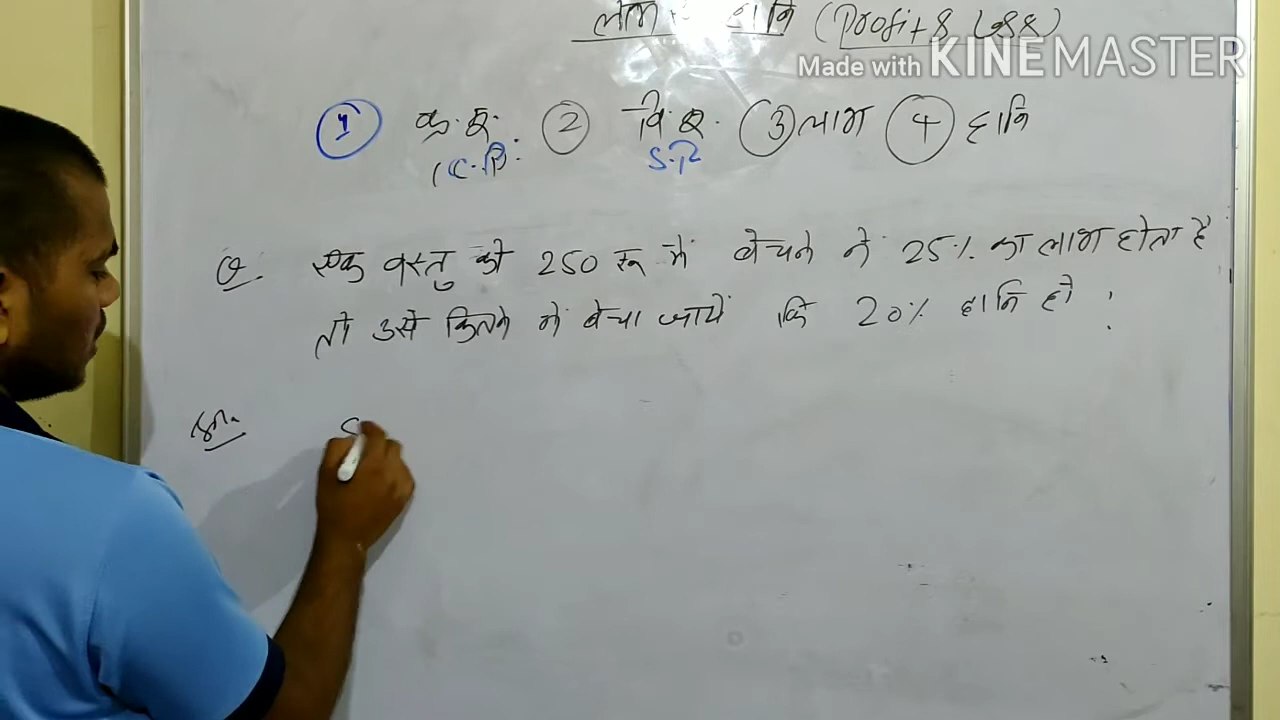 लाभ हानि (Profit & Loss)
Made with KINEMASTER
1 क. मू. 2 वि. मू. 3 लाभ 4 हानि
(C.P). S.P
Q. एक वस्तु को 250 रू में बेचने में 25% का लाभ होता है
तो उसे कितने में बेचा जाये कि 20% हानि हो :
Sol. S